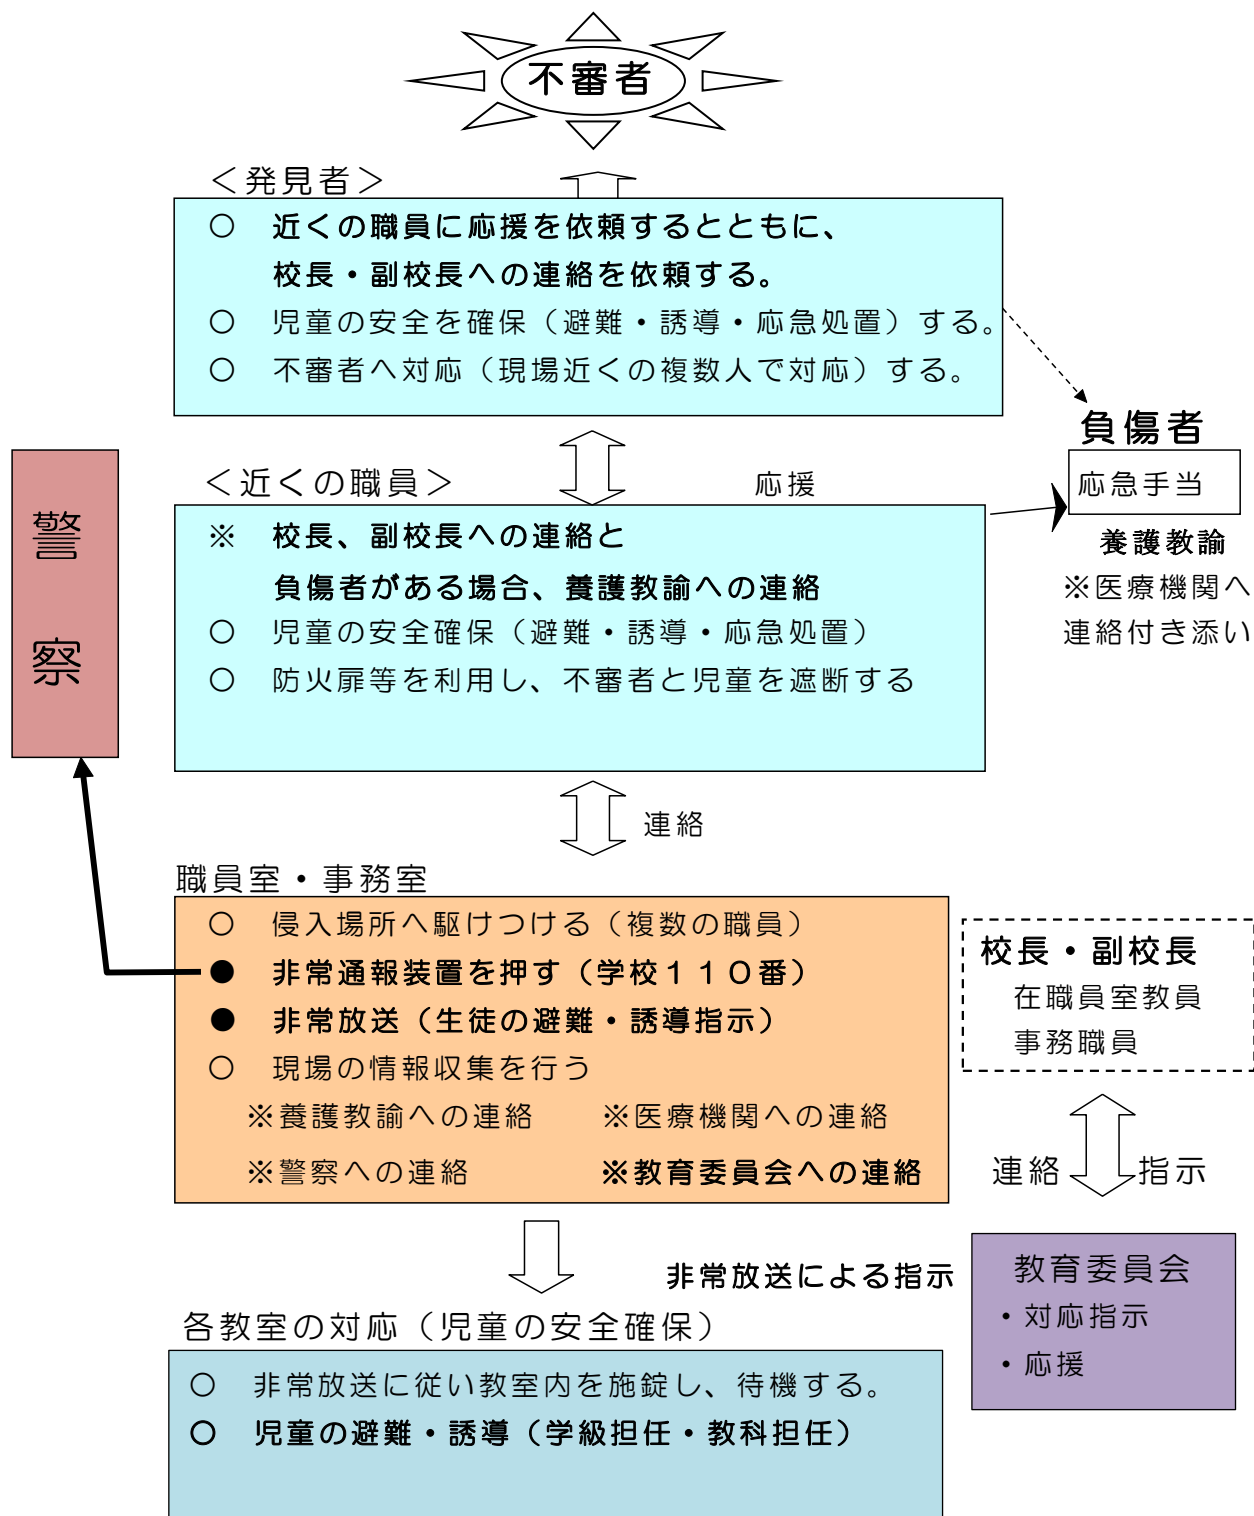 不審者
＜発見者＞
○　近くの職員に応援を依頼するとともに、
校長・副校長への連絡を依頼する。
○　児童の安全を確保（避難・誘導・応急処置）する。
○　不審者へ対応（現場近くの複数人で対応）する。
負傷者
応急手当
養護教諭
※医療機関へ
連絡付き添い
警
察
＜近くの職員＞
応援
※　校長、副校長への連絡と
負傷者がある場合、養護教諭への連絡
○　児童の安全確保（避難・誘導・応急処置）
○　防火扉等を利用し、不審者と児童を遮断する
連絡
職員室・事務室
○　侵入場所へ駆けつける（複数の職員）
●　非常通報装置を押す（学校１１０番）
●　非常放送（生徒の避難・誘導指示）
○　現場の情報収集を行う
※養護教諭への連絡　　※医療機関への連絡
※警察への連絡　　　　※教育委員会への連絡
校長・副校長
在職員室教員
事務職員
連絡　指示
教育委員会
・対応指示
・応援
非常放送による指示
各教室の対応（児童の安全確保）
○　非常放送に従い教室内を施錠し、待機する。
○　児童の避難・誘導（学級担任・教科担任）